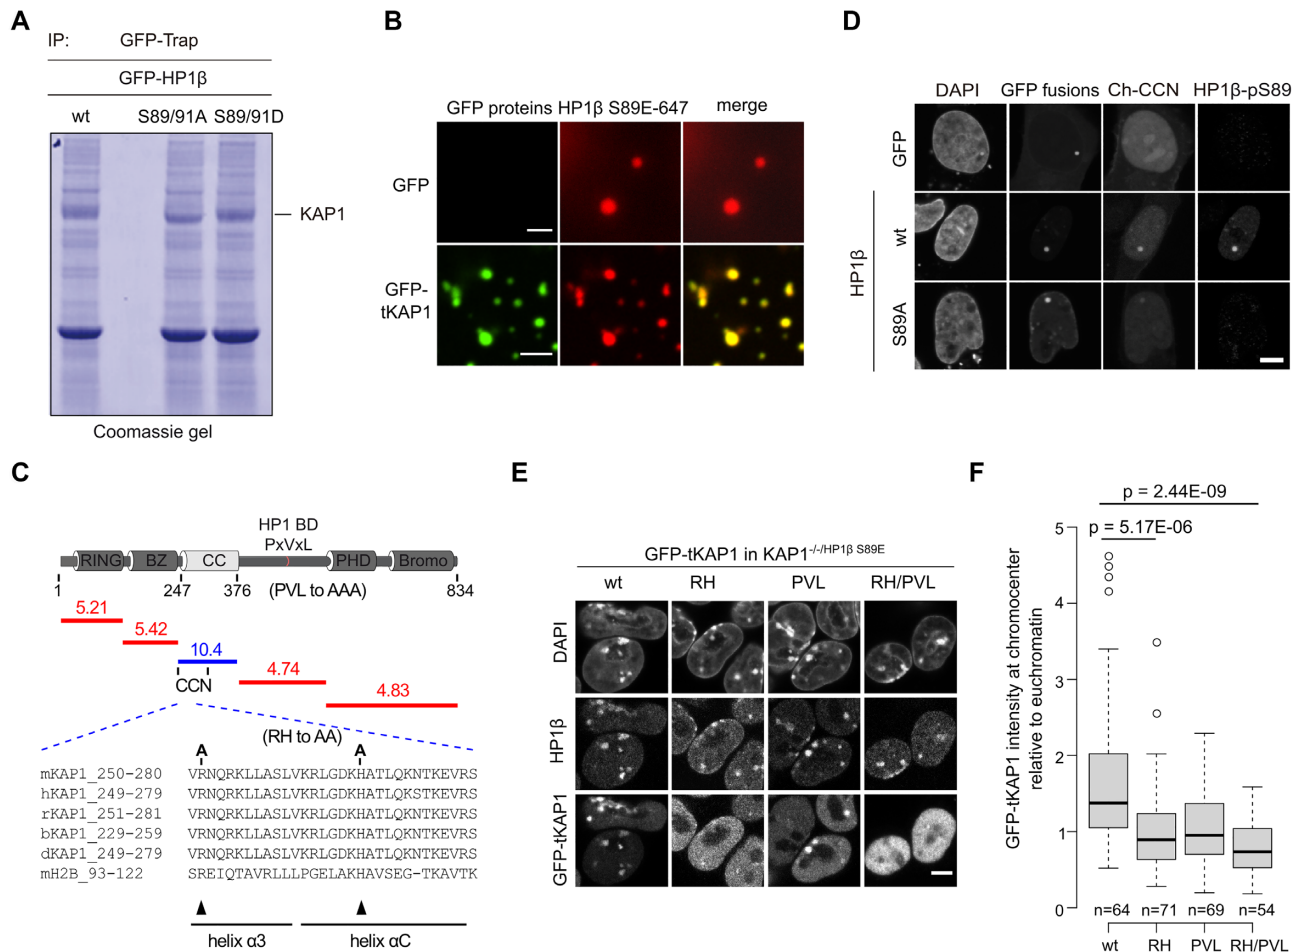 A
IP: GFP-Trap
GFP-HP1β
wt S89/91A S89/91D
KAP1
Coomassie gel
B
GFP proteins HP1β S89E-647 merge
GFP
GFP-
tKAP1
C
HP1 BD
PxVxL
RING BZ CC PHD Bromo
1 247 376 (PVL to AAA) 834
5.21
5.42
10.4
4.74
4.83
CCN
(RH to AA)
A A
mKAP1_250-280 VRNQRKLLASLVKRLGDKHATLQKNTKEVRS
hKAP1_249-279 VRNQRKLLASLVKRLGDKHATLQKSTKEVRS
rKAP1_251-281 VRNQRKLLASLVKRLGDKHATLQKNTKEVRS
bKAP1_229-259 VRNQRKLLASLVKRLGDKHATLQKNTKEVRS
dKAP1_249-279 VRNQRKLLASLVKRLGDKHATLQKNTKEVRS
mH2B_93-122 SREIQTAVRLLLPGELAKHAVSEG-TKAVTK
helix α3 helix αC
D
DAPI GFP fusions Ch-CCN HP1β-pS89
GFP
HP1β
wt
S89A
E
GFP-tKAP1 in KAP1-/-/HP1β S89E
wt RH PVL RH/PVL
DAPI
HP1β
GFP-tKAP1
F
p = 2.44E-09
p = 5.17E-06
GFP-tKAP1 intensity at chromocenter
relative to euchromatin
5
4
3
2
1
0
n=64 n=71 n=69 n=54
wt RH PVL RH/PVL